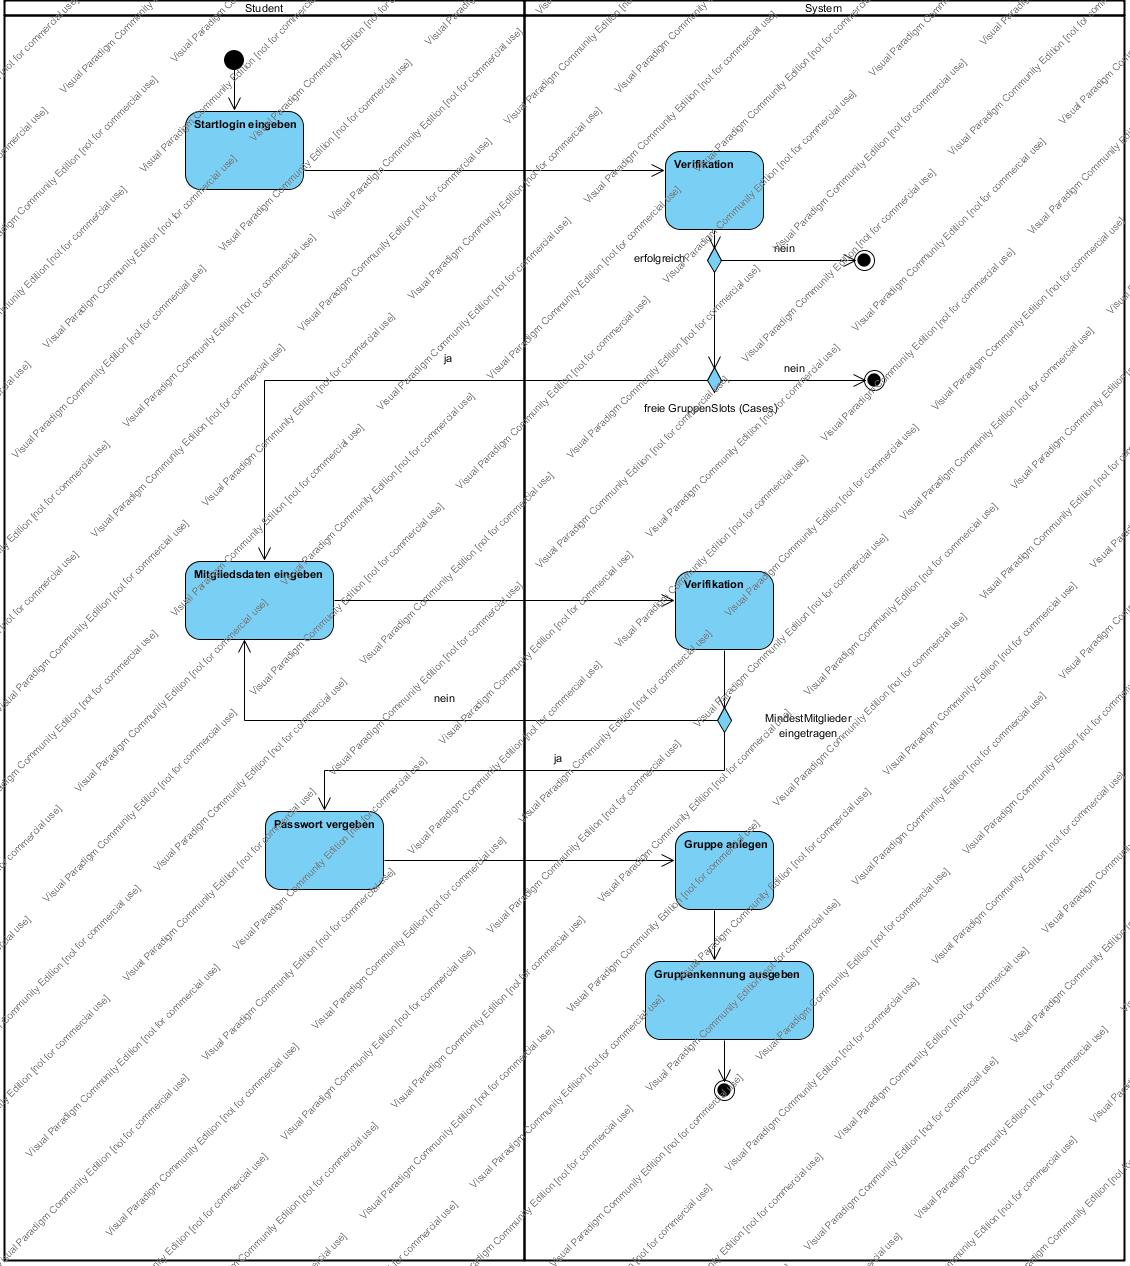 Student
System
Startlogin eingeben
Verifikation
erfolgreich
nein
ja
nein
freie GruppenSlots (Cases)
Mitgliedsdaten eingeben
Verifikation
nein
MindestMitglieder
eingetragen
ja
Passwort vergeben
Gruppe anlegen
Gruppenkennung ausgeben
Visual Paradigm Community Edition [not for commercial use]